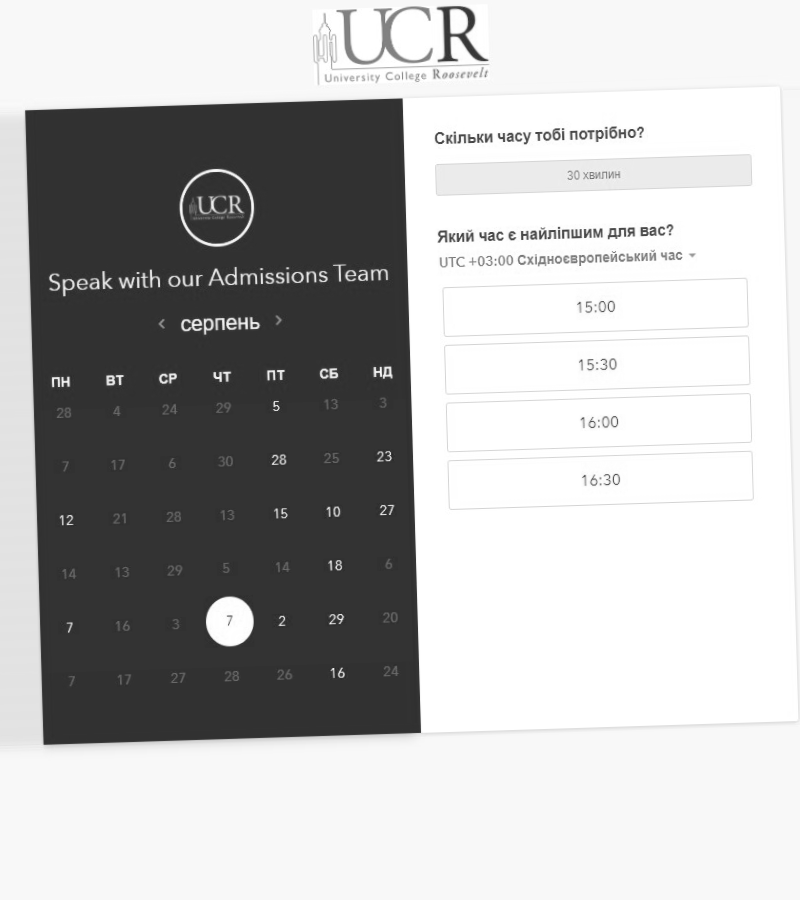 UCR
University College Roosevelt
UCR
Speak with our Admissions Team
серпень
ПН ВТ СР ЧТ ПТ СБ НД
28 4 24 29 5 13 3
7 17 6 30 28 25 23
12 21 28 13 15 10 27
14 13 29 5 14 18 6
7 16 3 7 2 29 20
7 17 27 28 26 16 24
Скільки часу тобі потрібно?
30 хвилин
Який час є найліпшим для вас?
UTC +03:00 Східноєвропейський час
15:00
15:30
16:00
16:30